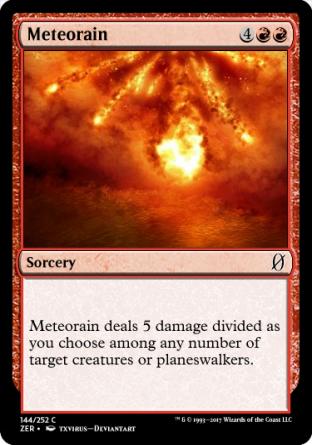 Meteorain 4
Sorcery
Meteorain deals 5 damage divided as
you choose among any number of
target creatures or planeswalkers.
144/252 C
ZER • TXVIRUS—DEVIANTART
™ & © 1993–2017 Wizards of the Coast LLC